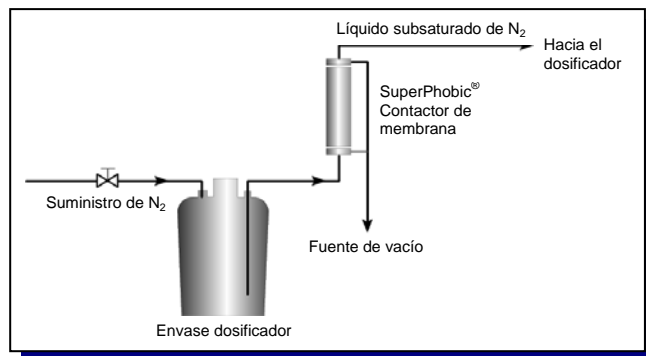 Líquido subsaturado de N₂
Hacia el
dosificador
SuperPhobic®
Contactor de
membrana
Suministro de N₂
Fuente de vacío
Envase dosificador